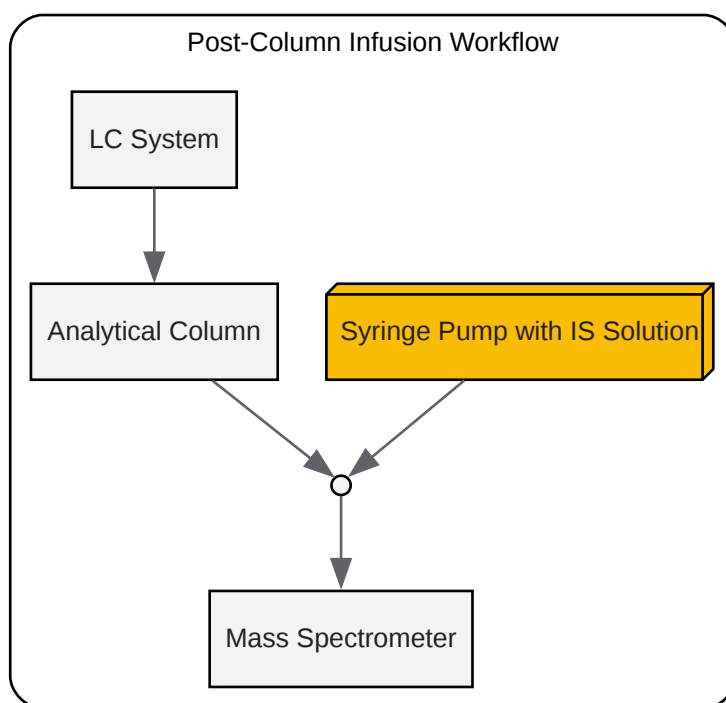 Post-Column Infusion Workflow
LC System
Analytical Column
Syringe Pump with IS Solution
Mass Spectrometer